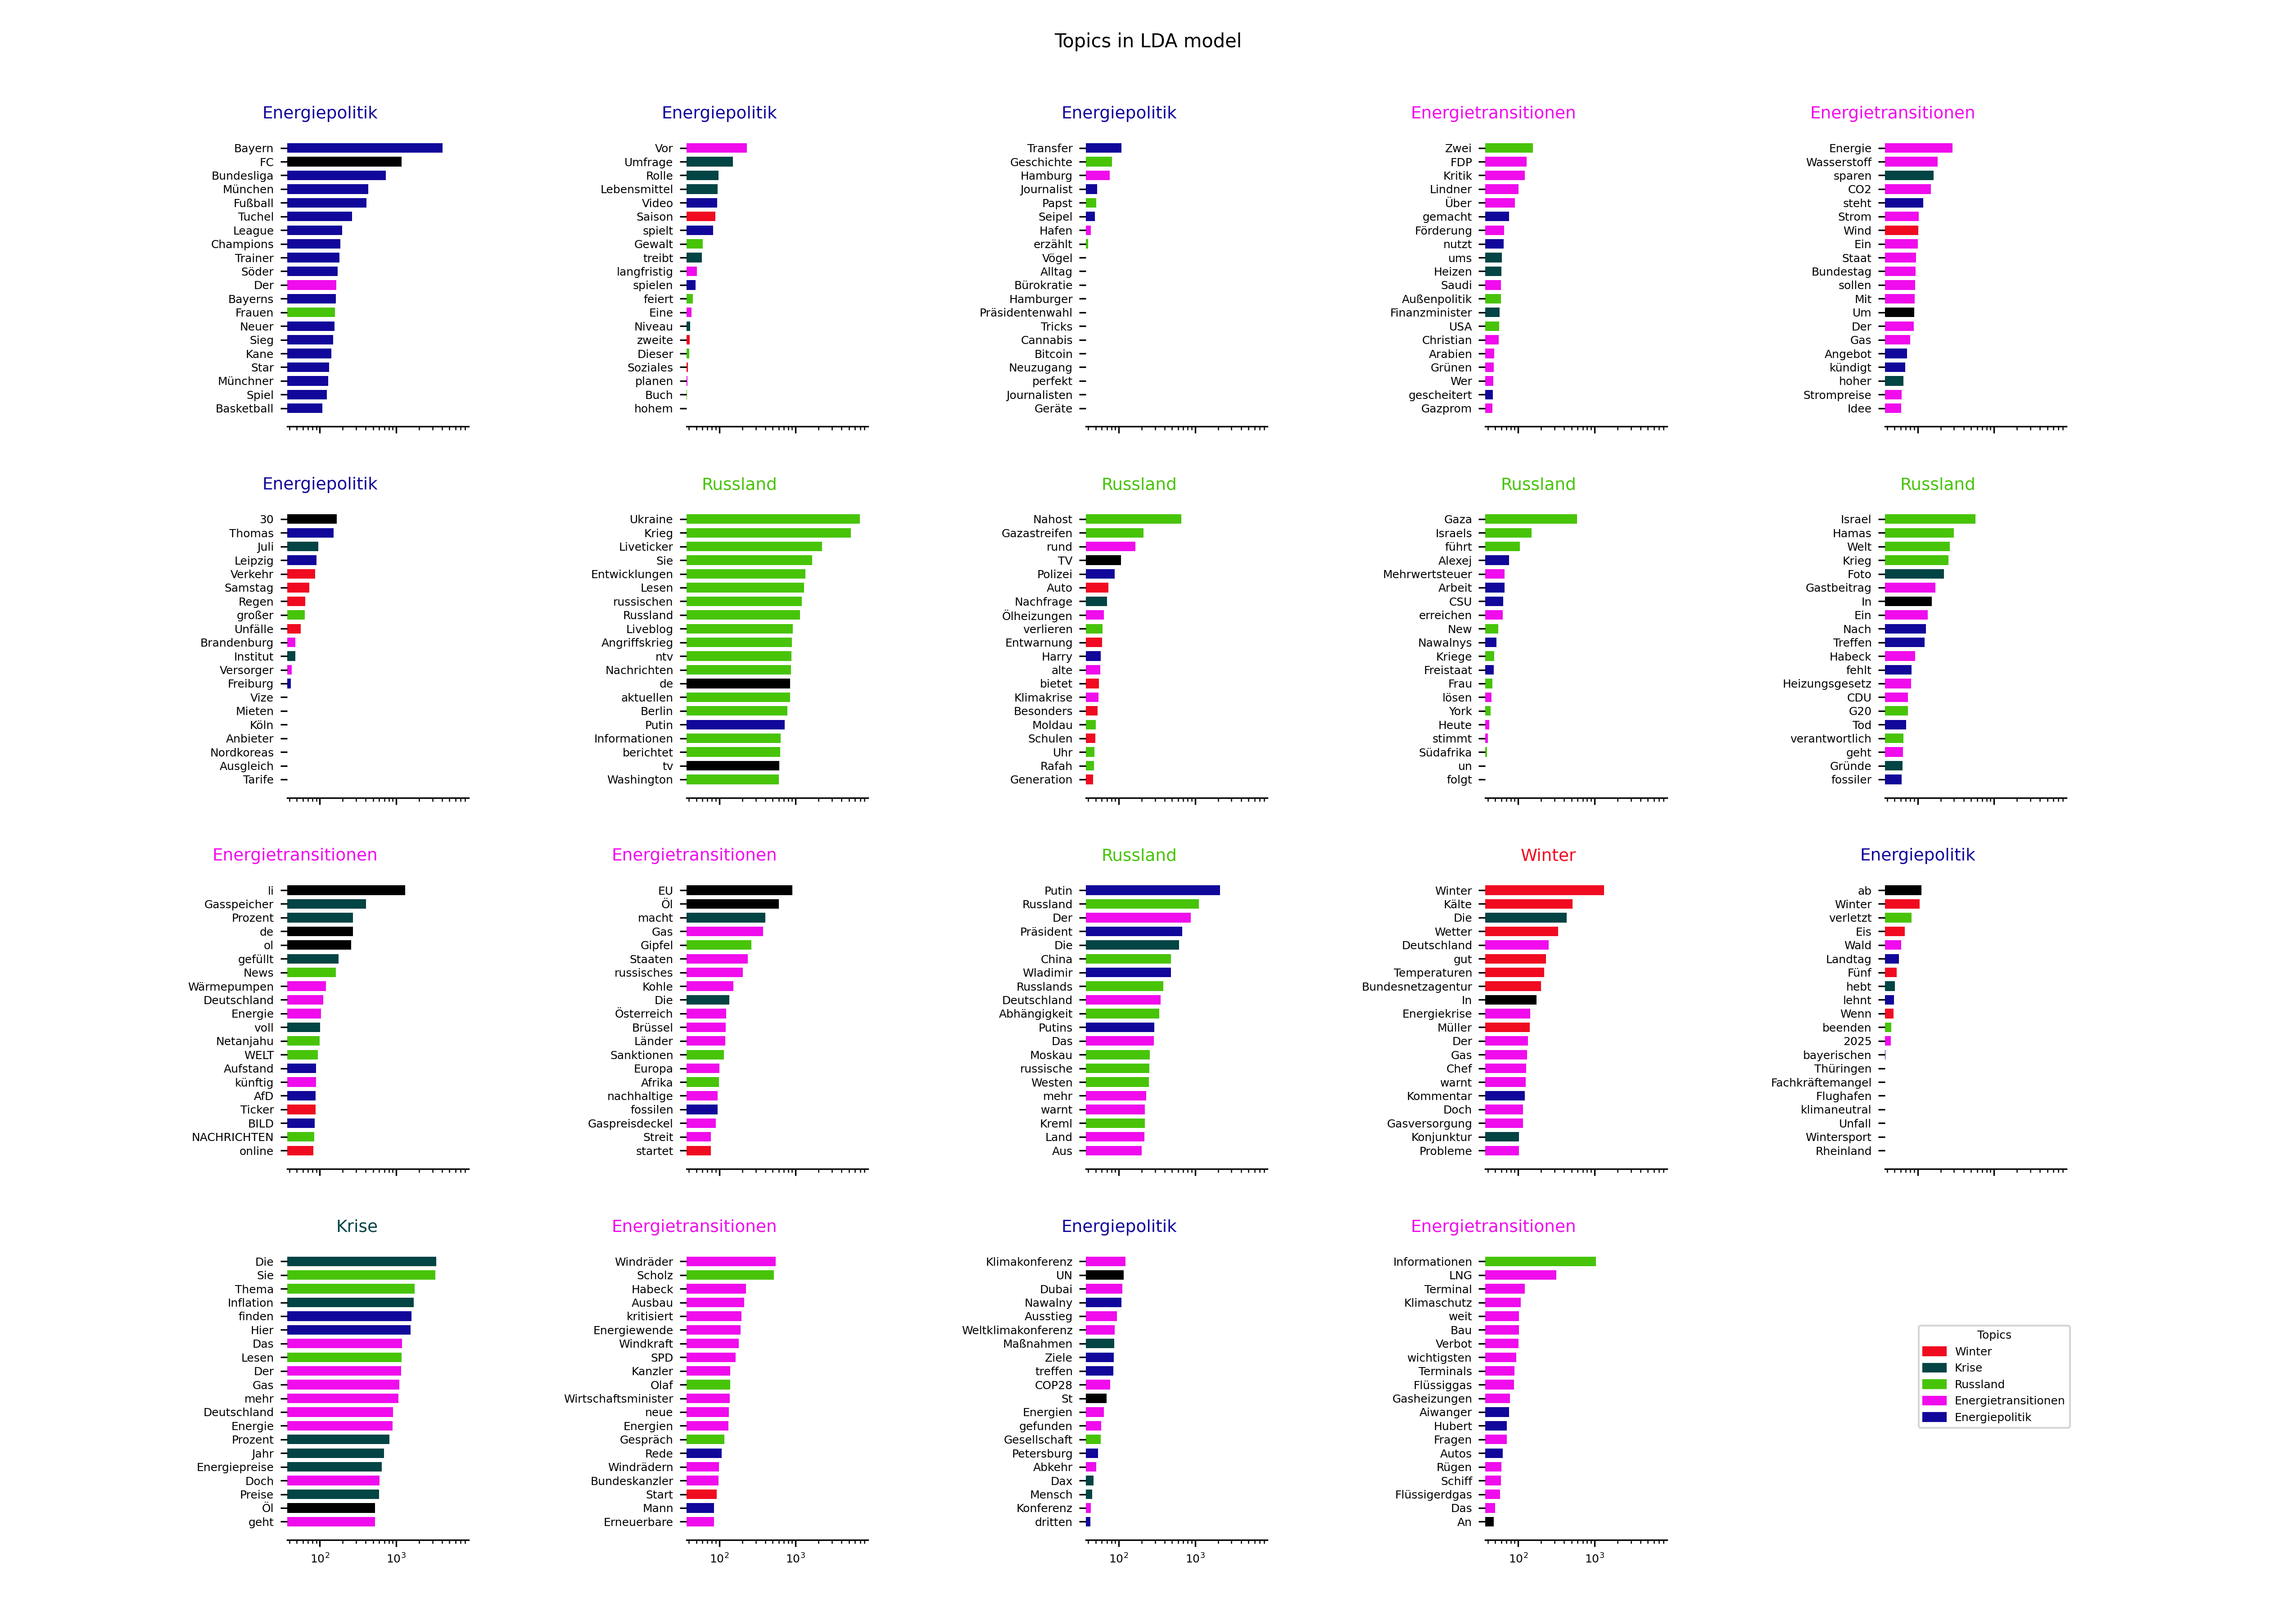 Topics in LDA model
Energiepolitik
Bayern
FC
Bundesliga
München
Fußball
Tuchel
League
Champions
Trainer
Söder
Der
Bayerns
Frauen
Neuer
Sieg
Kane
Star
Münchner
Spiel
Basketball
Energiepolitik
Vor
Umfrage
Rolle
Lebensmittel
Video
Saison
spielt
Gewalt
treibt
langfristig
spielen
feiert
Eine
Niveau
zweite
Dieser
Soziales
planen
Buch
hohem
Energiepolitik
Transfer
Geschichte
Hamburg
Journalist
Papst
Seipel
Hafen
erzählt
Vögel
Alltag
Bürokratie
Hamburger
Präsidentenwahl
Tricks
Cannabis
Bitcoin
Neuzugang
perfekt
Journalisten
Geräte
Energietransitionen
Zwei
FDP
Kritik
Lindner
Über
gemacht
Förderung
nutzt
ums
Heizen
Saudi
Außenpolitik
Finanzminister
USA
Christian
Arabien
Grünen
Wer
gescheitert
Gazprom
Energietransitionen
Energie
Wasserstoff
sparen
CO2
steht
Strom
Wind
Ein
Staat
Bundestag
sollen
Mit
Um
Der
Gas
Angebot
kündigt
hoher
Strompreise
Idee
Energiepolitik
30
Thomas
Juli
Leipzig
Verkehr
Samstag
Regen
großer
Unfälle
Brandenburg
Institut
Versorger
Freiburg
Vize
Mieten
Köln
Anbieter
Nordkoreas
Ausgleich
Tarife
Russland
Ukraine
Krieg
Liveticker
Sie
Entwicklungen
Lesen
russischen
Russland
Liveblog
Angriffskrieg
ntv
Nachrichten
de
aktuellen
Berlin
Putin
Informationen
berichtet
tv
Washington
Russland
Nahost
Gazastreifen
rund
TV
Polizei
Auto
Nachfrage
Ölheizungen
verlieren
Entwarnung
Harry
alte
bietet
Klimakrise
Besonders
Moldau
Schulen
Uhr
Rafah
Generation
Russland
Gaza
Israels
führt
Alexej
Mehrwertsteuer
Arbeit
CSU
erreichen
New
Nawalnys
Kriege
Freistaat
Frau
lösen
York
Heute
stimmt
Südafrika
un
folgt
Russland
Israel
Hamas
Welt
Krieg
Foto
Gastbeitrag
In
Ein
Nach
Treffen
Habeck
fehlt
Heizungsgesetz
CDU
G20
Tod
verantwortlich
geht
Gründe
fossiler
Energietransitionen
li
Gasspeicher
Prozent
de
ol
gefüllt
News
Wärmepumpen
Deutschland
Energie
voll
Netanjahu
WELT
Aufstand
künftig
AfD
Ticker
BILD
NACHRICHTEN
online
Energietransitionen
EU
Öl
macht
Gas
Gipfel
Staaten
russisches
Kohle
Die
Österreich
Brüssel
Länder
Sanktionen
Europa
Afrika
nachhaltige
fossilen
Gaspreisdeckel
Streit
startet
Russland
Putin
Russland
Der
Präsident
Die
China
Wladimir
Russlands
Deutschland
Abhängigkeit
Putins
Das
Moskau
russische
Westen
mehr
warnt
Kreml
Land
Aus
Winter
Winter
Kälte
Die
Wetter
Deutschland
gut
Temperaturen
Bundesnetzagentur
In
Energiekrise
Müller
Der
Gas
Chef
warnt
Kommentar
Doch
Gasversorgung
Konjunktur
Probleme
Energiepolitik
ab
Winter
verletzt
Eis
Wald
Landtag
Fünf
hebt
lehnt
Wenn
beenden
2025
bayerischen
Thüringen
Fachkräftemangel
Flughafen
klimaneutral
Unfall
Wintersport
Rheinland
Krise
Die
Sie
Thema
Inflation
finden
Hier
Das
Lesen
Der
Gas
mehr
Deutschland
Energie
Prozent
Jahr
Energiepreise
Doch
Preise
Öl
geht
10² 10³
Energietransitionen
Windräder
Scholz
Habeck
Ausbau
kritisiert
Energiewende
Windkraft
SPD
Kanzler
Olaf
Wirtschaftsminister
neue
Energien
Gespräch
Rede
Windrädern
Bundeskanzler
Start
Mann
Erneuerbare
10² 10³
Energiepolitik
Klimakonferenz
UN
Dubai
Nawalny
Ausstieg
Weltklimakonferenz
Maßnahmen
Ziele
treffen
COP28
St
Energien
gefunden
Gesellschaft
Petersburg
Abkehr
Dax
Mensch
Konferenz
dritten
10² 10³
Energietransitionen
Informationen
LNG
Terminal
Klimaschutz
weit
Bau
Verbot
wichtigsten
Terminals
Flüssiggas
Gasheizungen
Aiwanger
Hubert
Fragen
Autos
Rügen
Schiff
Flüssigerdgas
Das
An
10² 10³
Topics
Winter
Krise
Russland
Energietransitionen
Energiepolitik